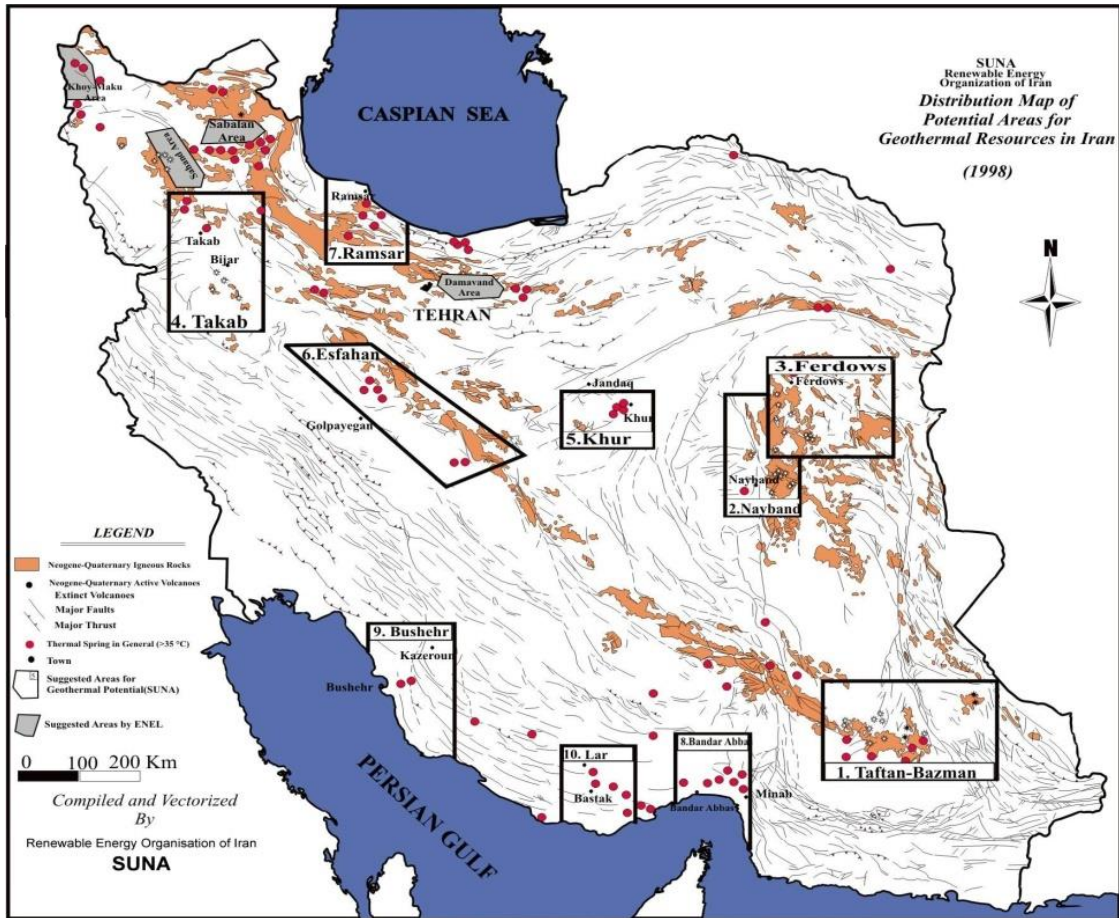 SUNA
Renewable Energy
Organization of Iran
Distribution Map of
Potential Areas for
Geothermal Resources in Iran
(1998)
N
CASPIAN SEA
Khoy-Maku
Area
Sabalan
Area
Sahand Area
Ramsar
7.Ramsar
Takab
Bijar
4. Takab
Damavand
Area
TEHRAN
6.Esfahan
Golpayegan
Jandaq
Khur
5.Khur
3.Ferdows
Ferdows
Nayband
2.Nayband
9. Bushehr
Kazeroun
Bushehr
10. Lar
Bastak
8.Bandar Abba
Minab
Bandar Abbas
1. Taftan-Bazman
PERSIAN GULF
LEGEND
Neogene-Quaternary Igneous Rocks
Neogene-Quaternary Active Volcanoes
Extinct Volcanoes
Major Faults
Major Thrust
Thermal Spring in General (>35 °C)
Town
Suggested Areas for
Geothermal Potential(SUNA)
Suggested Areas by ENEL
0 100 200 Km
Compiled and Vectorized
By
Renewable Energy Organisation of Iran
SUNA